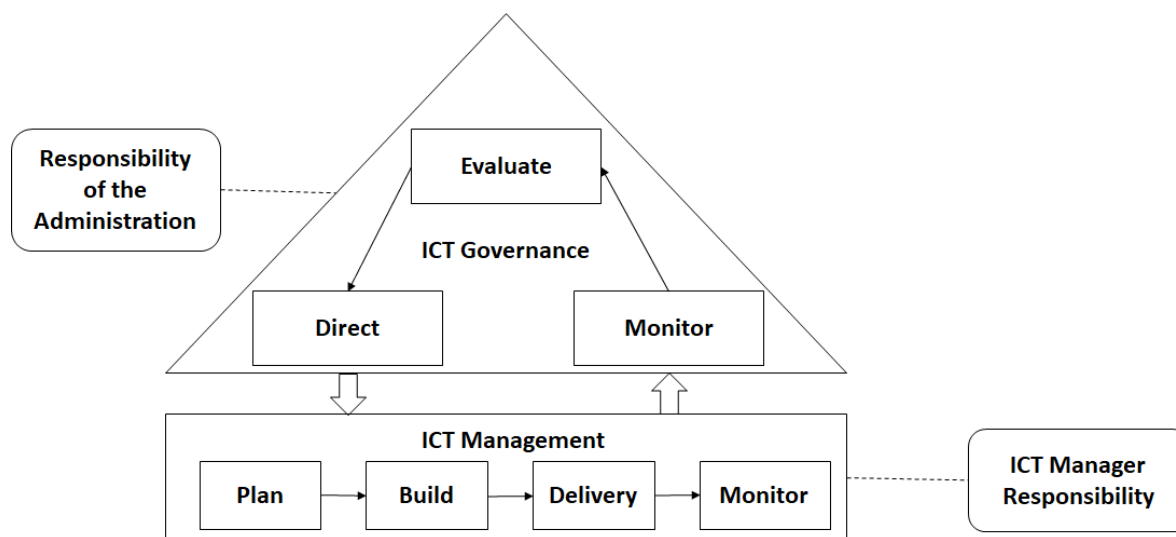 Evaluate
Responsibility
of the
Administration
ICT Governance
Direct
Monitor
ICT Management
Plan
Build
Delivery
Monitor
ICT Manager
Responsibility